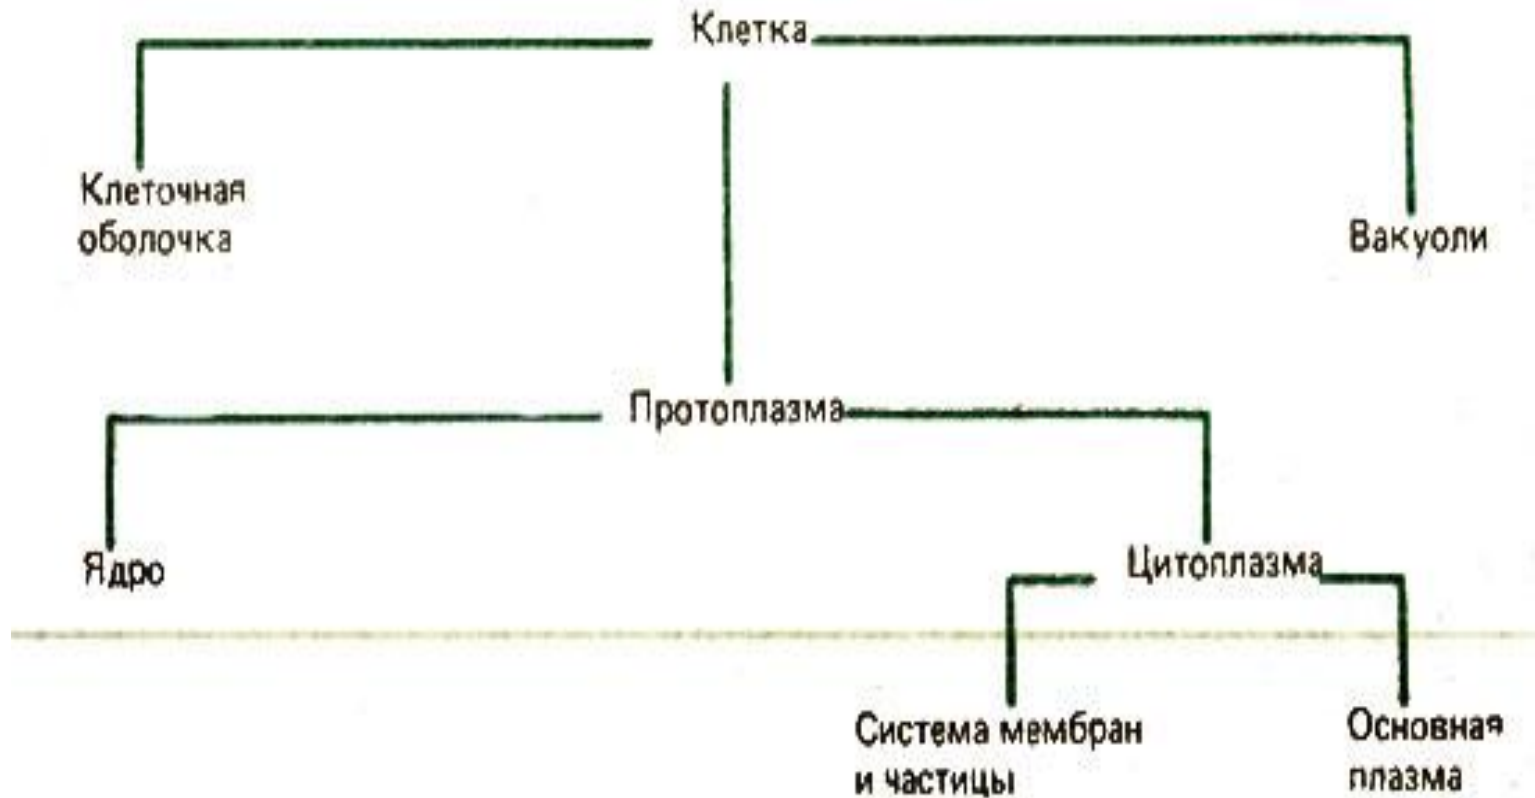 Клетка
Клеточная
оболочка
Вакуоли
Протоплазма
Ядро
Цитоплазма
Система мембран
и частицы
Основная
плазма